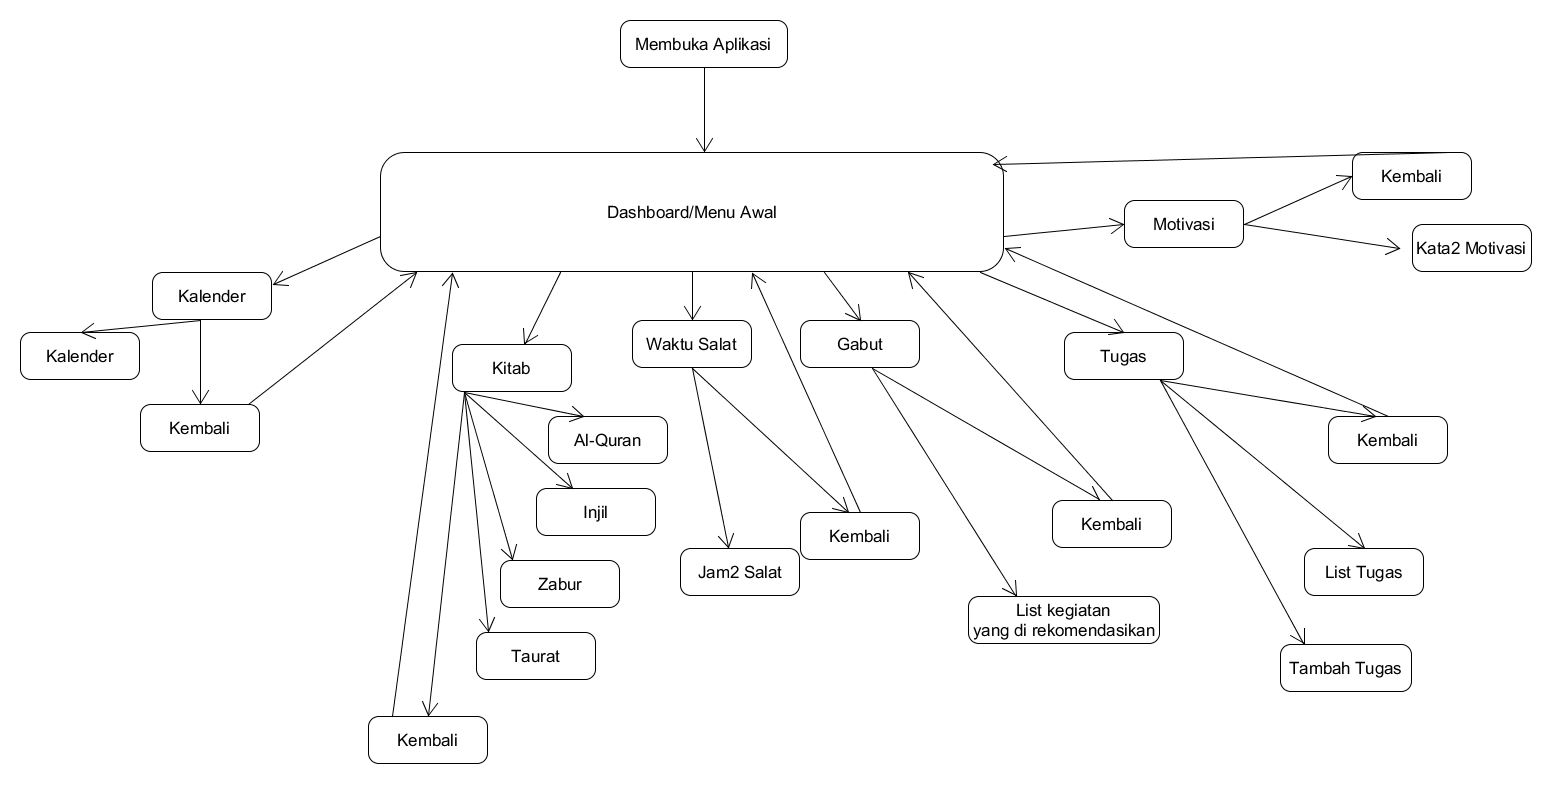 Membuka Aplikasi
Dashboard/Menu Awal
Kembali
Motivasi
Kata2 Motivasi
Kalender
Kalender
Kembali
Kitab
Al-Quran
Injil
Zabur
Taurat
Kembali
Waktu Salat
Jam2 Salat
Kembali
Gabut
Kembali
List kegiatan
yang di rekomendasikan
Tugas
Kembali
List Tugas
Tambah Tugas